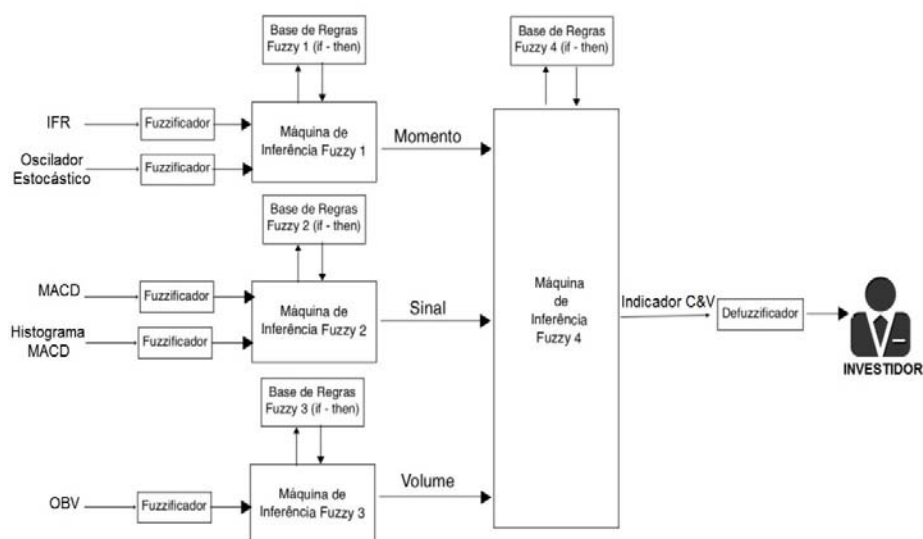 Base de Regras
Fuzzy 1 (if - then)
Base de Regras
Fuzzy 4 (if - then)
IFR
Fuzzificador
Máquina de
Inferência Fuzzy 1
Momento
Oscilador
Estocástico
Fuzzificador
Base de Regras
Fuzzy 2 (if - then)
MACD
Fuzzificador
Máquina de
Inferência Fuzzy 2
Sinal
Histograma
MACD
Fuzzificador
Máquina
de
Inferência
Fuzzy 4
Indicador C&V
Defuzzificador
INVESTIDOR
Base de Regras
Fuzzy 3 (if - then)
OBV
Fuzzificador
Máquina de
Inferência Fuzzy 3
Volume